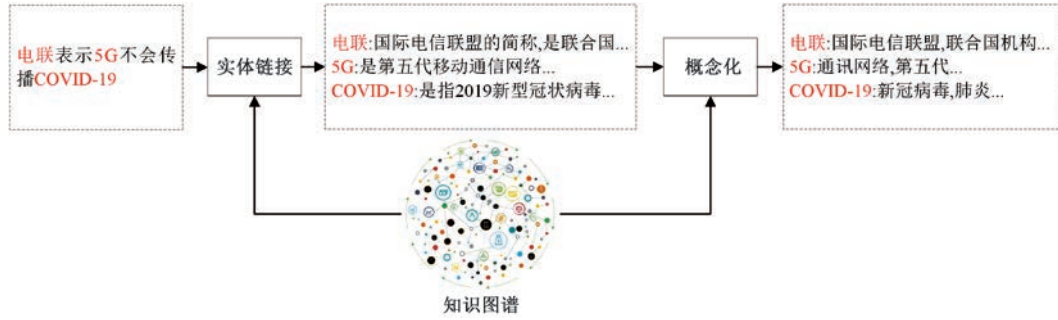 电联表示5G不会传
播COVID-19
实体链接
电联:国际电信联盟的简称,是联合国...
5G:是第五代移动通信网络...
COVID-19:是指2019新型冠状病毒...
概念化
电联:国际电信联盟,联合国机构...
5G:通讯网络,第五代...
COVID-19:新冠病毒,肺炎...
知识图谱